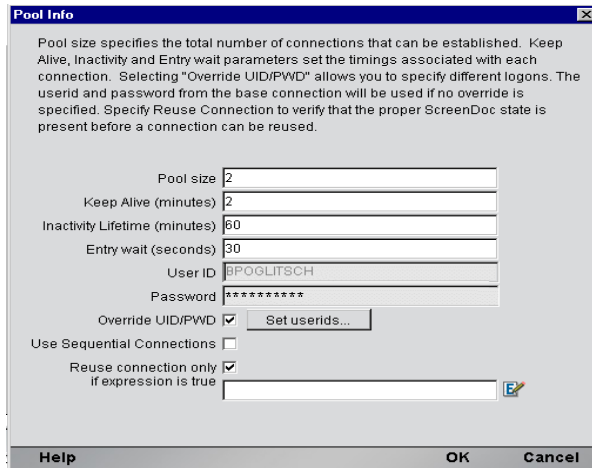 Pool Info
Pool size specifies the total number of connections that can be established. Keep
Alive, Inactivity and Entry wait parameters set the timings associated with each
connection. Selecting "Override UID/PWD" allows you to specify different logons. The
userid and password from the base connection will be used if no override is
specified. Specify Reuse Connection to verify that the proper ScreenDoc state is
present before a connection can be reused.
Pool size 2
Keep Alive (minutes) 2
Inactivity Lifetime (minutes) 60
Entry wait (seconds) 30
User ID BPOGLITSCH
Password **********
Override UID/PWD Set userids...
Use Sequential Connections
Reuse connection only
if expression is true
Help OK Cancel